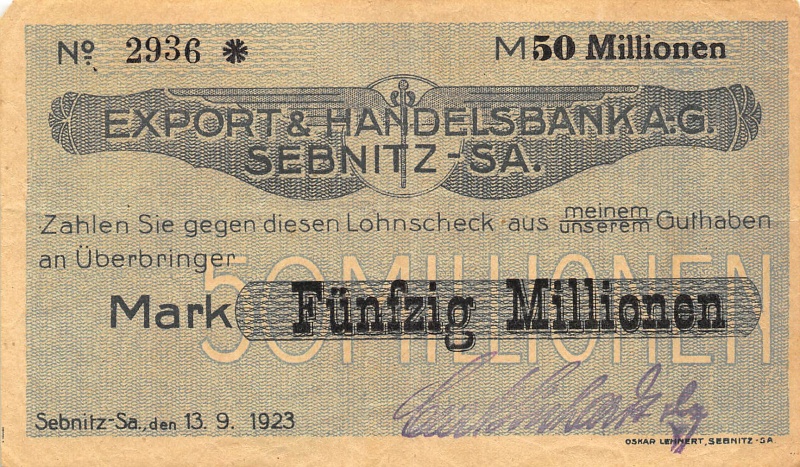 No. 2936 *
M 50 Millionen
EXPORT & HANDELSBANK A.-G.
SEBNITZ - SA.
Zahlen Sie gegen diesen Lohnscheck aus meinem unserem Guthaben
an Überbringer
50 MILLIONEN
Mark Fünfzig Millionen
Sebnitz-Sa., den 13. 9. 1923
OSKAR LEHNERT, SEBNITZ-SA.